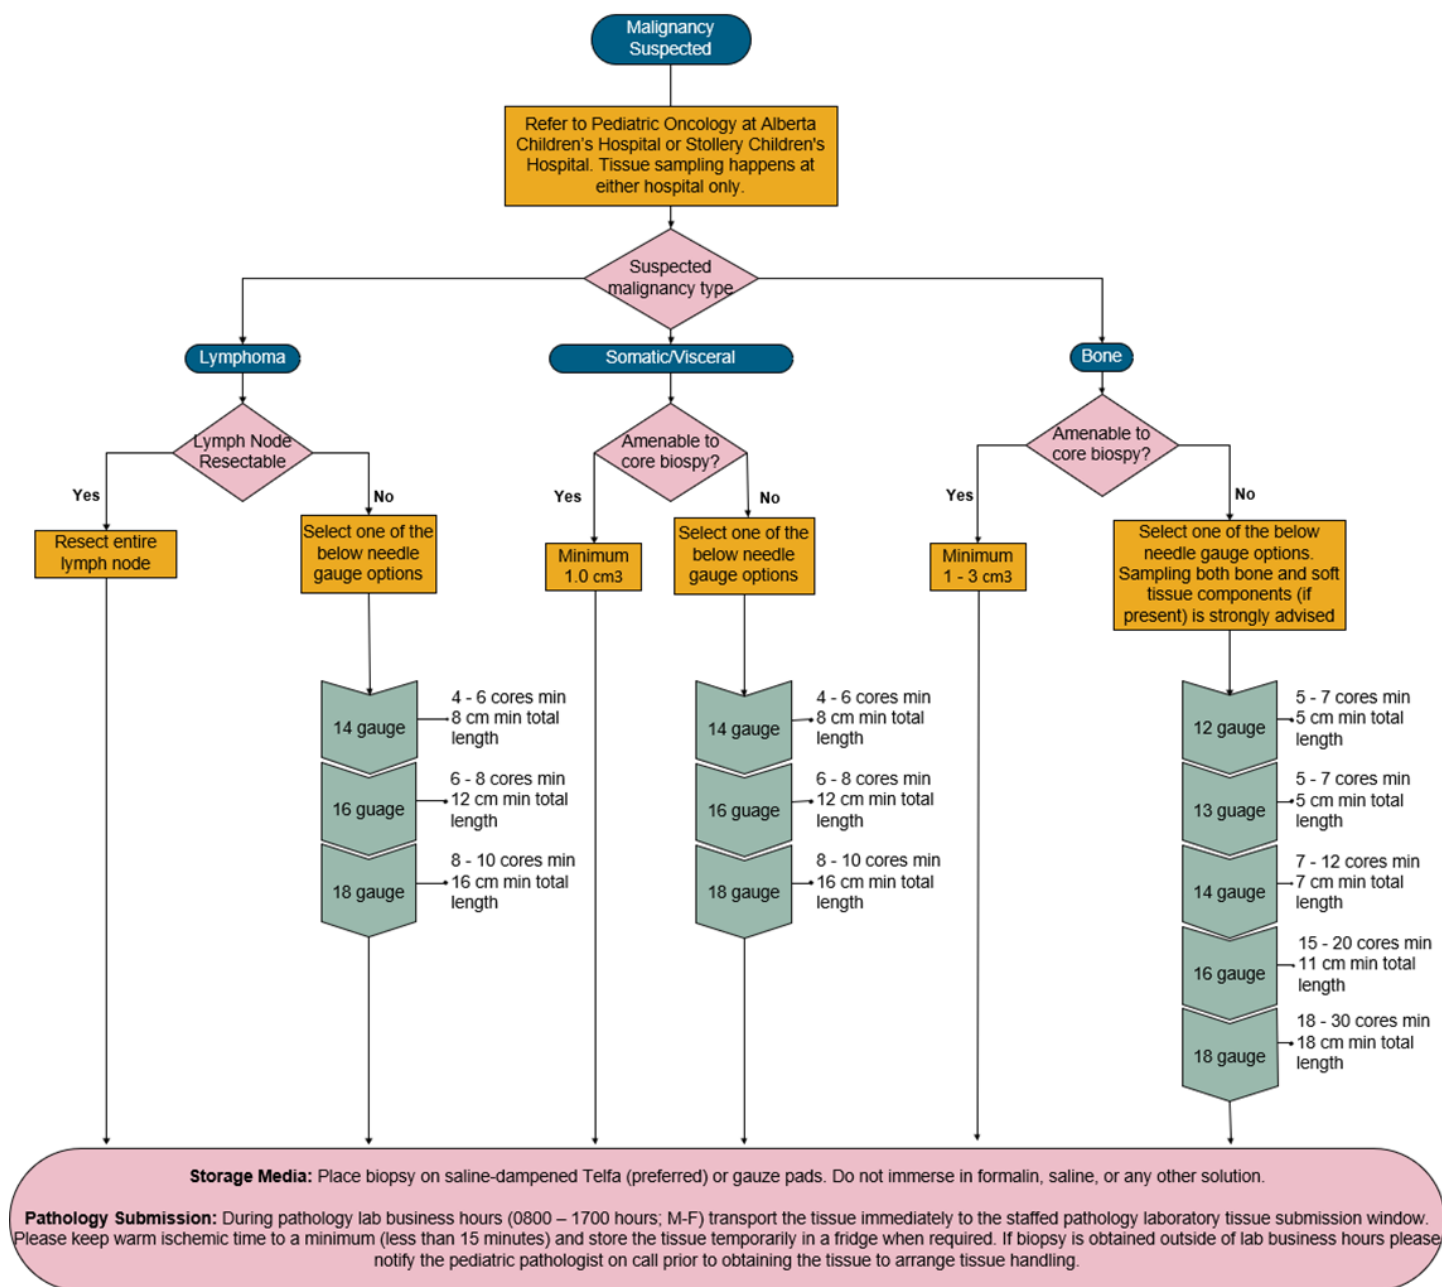 Malignancy
Suspected
Refer to Pediatric Oncology at Alberta
Children's Hospital or Stollery Children's
Hospital. Tissue sampling happens at
either hospital only.
Suspected
malignancy type
Lymphoma
Somatic/Visceral
Bone
Lymph Node
Resectable
Amenable to
core biospy?
Amenable to
core biospy?
Yes
No
Yes
No
Yes
No
Resect entire
lymph node
Select one of the
below needle
gauge options
Minimum
1.0 cm3
Select one of the
below needle
gauge options
Minimum
1 - 3 cm3
Select one of the below
needle gauge options.
Sampling both bone and soft
tissue components (if
present) is strongly advised
14 gauge
4 - 6 cores min
8 cm min total
length
16 guage
6 - 8 cores min
12 cm min total
length
18 gauge
8 - 10 cores min
16 cm min total
length
14 gauge
4 - 6 cores min
8 cm min total
length
16 guage
6 - 8 cores min
12 cm min total
length
18 gauge
8 - 10 cores min
16 cm min total
length
12 gauge
5 - 7 cores min
5 cm min total
length
13 guage
5 - 7 cores min
5 cm min total
length
14 gauge
7 - 12 cores min
7 cm min total
length
16 gauge
15 - 20 cores min
11 cm min total
length
18 gauge
18 - 30 cores min
18 cm min total
length
Storage Media: Place biopsy on saline-dampened Telfa (preferred) or gauze pads. Do not immerse in formalin, saline, or any other solution.
Pathology Submission: During pathology lab business hours (0800 – 1700 hours; M-F) transport the tissue immediately to the staffed pathology laboratory tissue submission window.
Please keep warm ischemic time to a minimum (less than 15 minutes) and store the tissue temporarily in a fridge when required. If biopsy is obtained outside of lab business hours please
notify the pediatric pathologist on call prior to obtaining the tissue to arrange tissue handling.